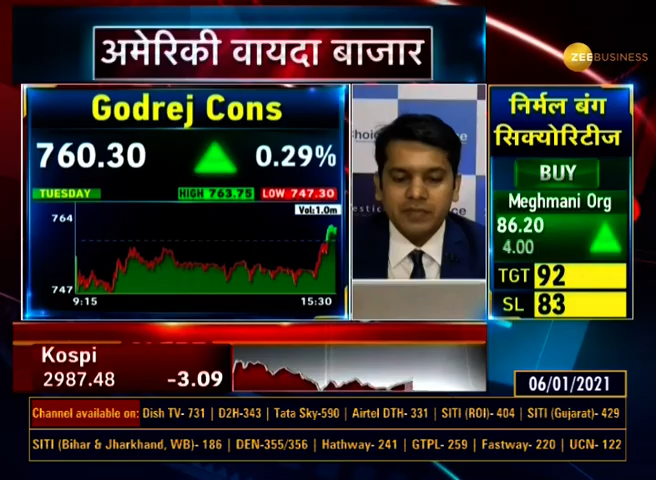 अमेरिकी वायदा बाजार
ZEEBUSINESS
Godrej Cons
760.30 0.29%
TUESDAY HIGH 763.75 LOW 747.30
Vol:1.0m
764
747
9:15 15:30
निर्मल बंग
सिक्योरिटीज
BUY
Meghmani Org
86.20
4.00
TGT 92
SL 83
Kospi
2987.48 -3.09
06/01/2021
Channel available on: Dish TV- 731 | D2H-343 | Tata Sky-590 | Airtel DTH- 331 | SITI (ROI)- 404 | SITI (Gujarat)- 429
SITI (Bihar & Jharkhand, WB)- 186 | DEN-355/356 | Hathway- 241 | GTPL- 259 | Fastway- 220 | UCN- 122